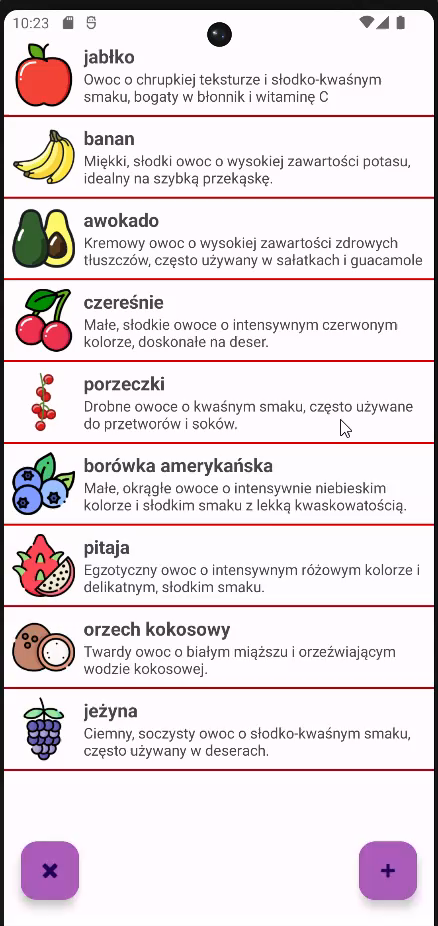 10:23
jabłko
Owoc o chrupkiej teksturze i słodko-kwaśnym
smaku, bogaty w błonnik i witaminę C
banan
Miękki, słodki owoc o wysokiej zawartości potasu,
idealny na szybką przekąskę.
awokado
Kremowy owoc o wysokiej zawartości zdrowych
tłuszczów, często używany w sałatkach i guacamole
czereśnie
Małe, słodkie owoce o intensywnym czerwonym
kolorze, doskonałe na deser.
porzeczki
Drobne owoce o kwaśnym smaku, często używane
do przetworów i soków.
borówka amerykańska
Małe, okrągłe owoce o intensywnie niebieskim
kolorze i słodkim smaku z lekką kwaskowatością.
pitaja
Egzotyczny owoc o intensywnym różowym kolorze i
delikatnym, słodkim smaku.
orzech kokosowy
Twardy owoc o białym miąższu i orzeźwiającym
wodzie kokosowej.
jeżyna
Ciemny, soczysty owoc o słodko-kwaśnym smaku,
często używany w deserach.